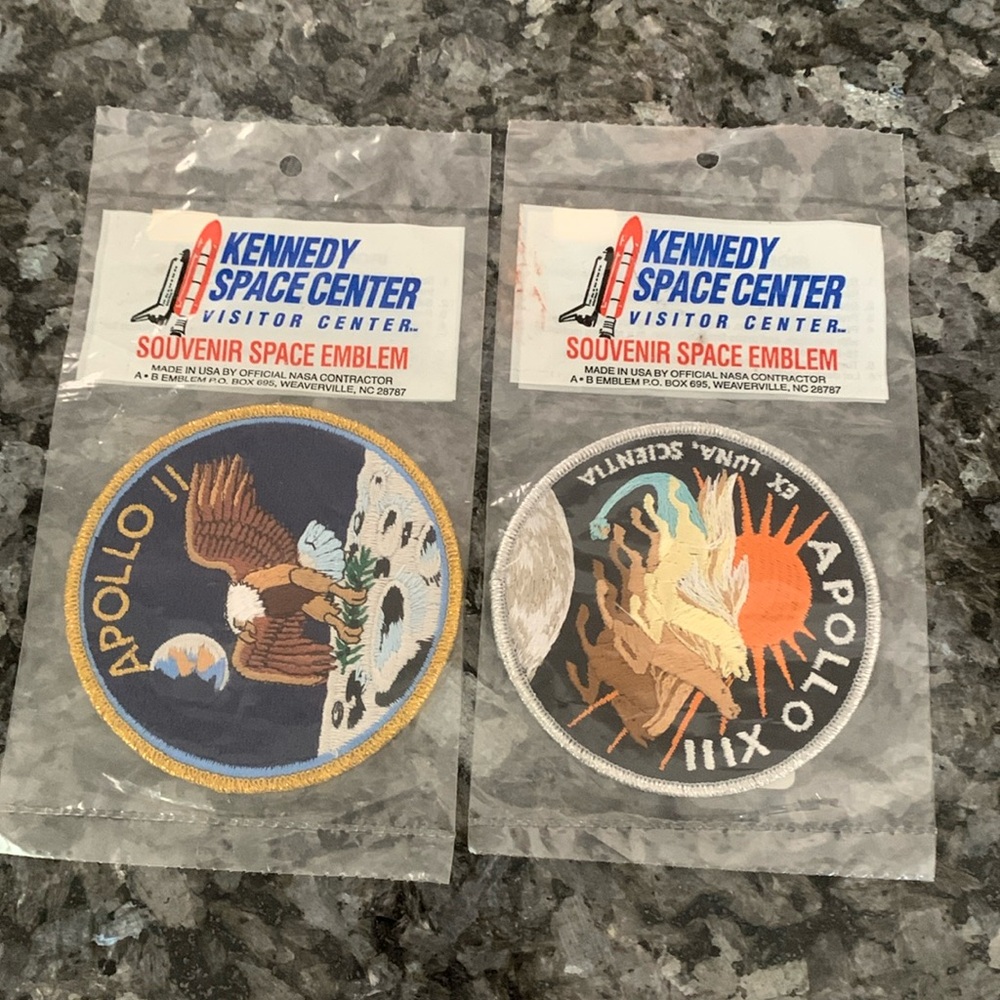 KENNEDY
SPACE CENTER
VISITOR CENTER
SOUVENIR SPACE EMBLEM
MADE IN USA BY OFFICIAL NASA CONTRACTOR
A•B EMBLEM P.O. BOX 695, WEAVERVILLE, NC 28787
APOLLO 11
KENNEDY
SPACE CENTER
VISITOR CENTER
SOUVENIR SPACE EMBLEM
MADE IN USA BY OFFICIAL NASA CONTRACTOR
A•B EMBLEM P.O. BOX 695, WEAVERVILLE, NC 28787
APOLLO XIII
EX LUNA, SCIENTIA